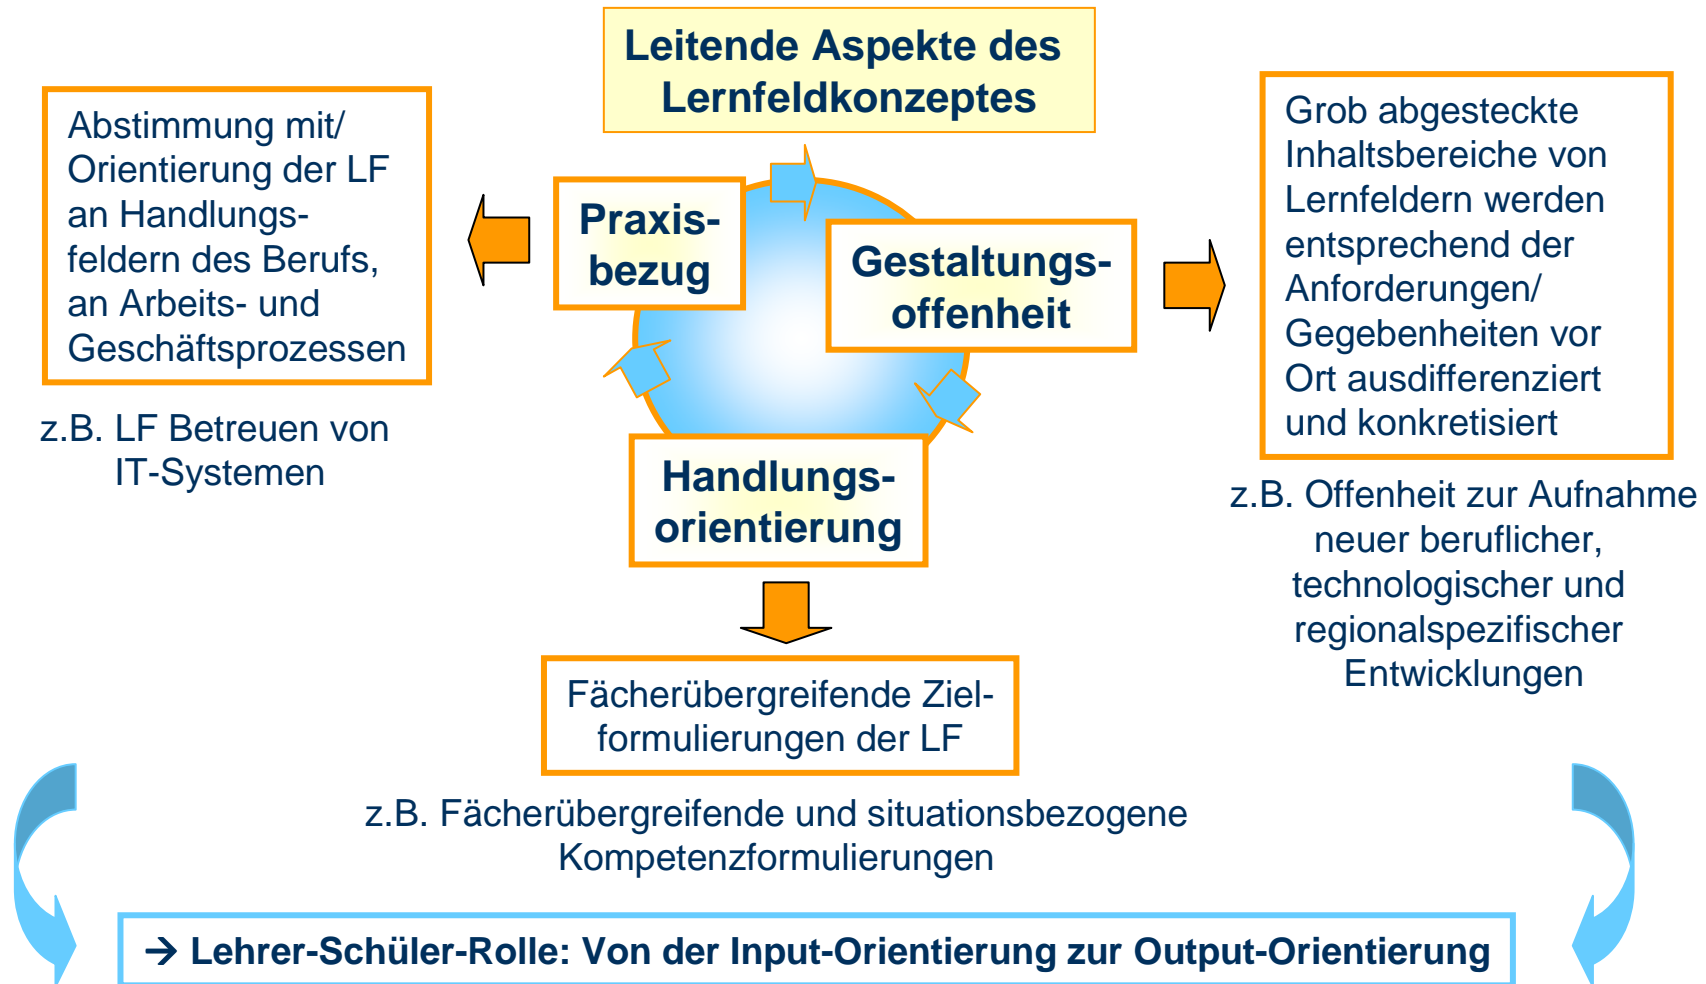 Leitende Aspekte des
Lernfeldkonzeptes
Abstimmung mit/
Orientierung der LF
an Handlungs-
feldern des Berufs,
an Arbeits- und
Geschäftsprozessen
z.B. LF Betreuen von
IT-Systemen
Praxis-
bezug
Gestaltungs-
offenheit
Handlungs-
orientierung
Grob abgesteckte
Inhaltsbereiche von
Lernfeldern werden
entsprechend der
Anforderungen/
Gegebenheiten vor
Ort ausdifferenziert
und konkretisiert
z.B. Offenheit zur Aufnahme
neuer beruflicher,
technologischer und
regionalspezifischer
Entwicklungen
Fächerübergreifende Ziel-
formulierungen der LF
z.B. Fächerübergreifende und situationsbezogene
Kompetenzformulierungen
→ Lehrer-Schüler-Rolle: Von der Input-Orientierung zur Output-Orientierung